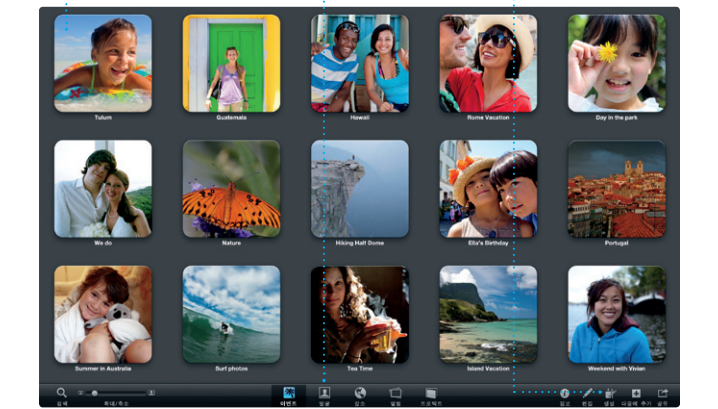 Tulum Guatemala Hawaii Rome Vacation Day in the park
We do Nature Hiking Half Dome Ella's Birthday Portugal
Summer in Australia Surf photos Tea Time Island Vacation Weekend with Vivian
검색 확대/축소 이벤트 얼굴 장소 앨범 프로젝트 정보 편집 생성 다음에 추가 공유